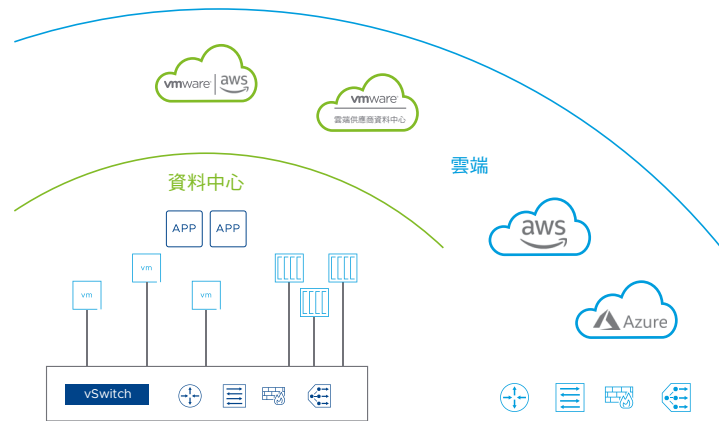 vmware aws
vmware
雲端供應商資料中心
雲端
資料中心
aws
APP APP
vm
vm
vm
Azure
vSwitch